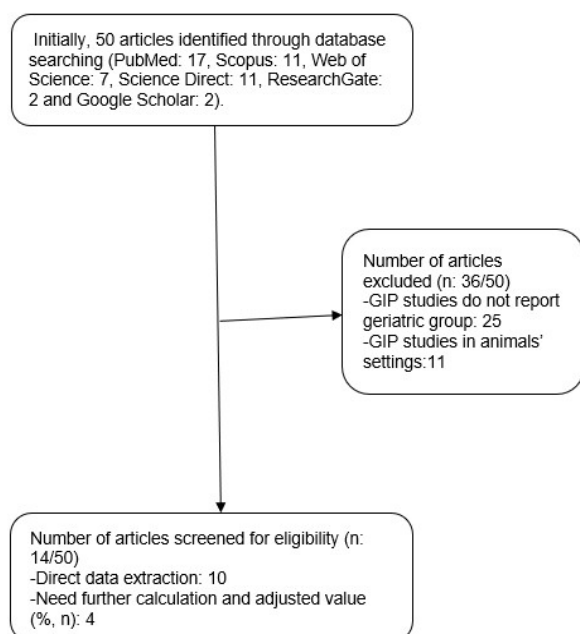 Initially, 50 articles identified through database
searching (PubMed: 17, Scopus: 11, Web
of Science: 7, Science Direct: 11, ResearchGate:
2 and Google Scholar: 2).
Number of articles
excluded (n: 36/50)
-GIP studies do not report
geriatric group: 25
-GIP studies in animals’
settings:11
Number of articles screened for eligibility (n:
14/50)
-Direct data extraction: 10
-Need further calculation and adjusted value
(%, n): 4